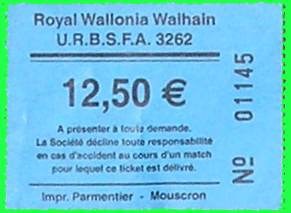 Royal Wallonia Walhain
U.R.B.S.F.A. 3262
12,50 €
A présenter à toute demande.
La Société décline toute responsabilité
en cas d'accident au cours d'un match
pour lequel ce ticket est délivré.
Impr. Parmentier - Mouscron
Nº 01145